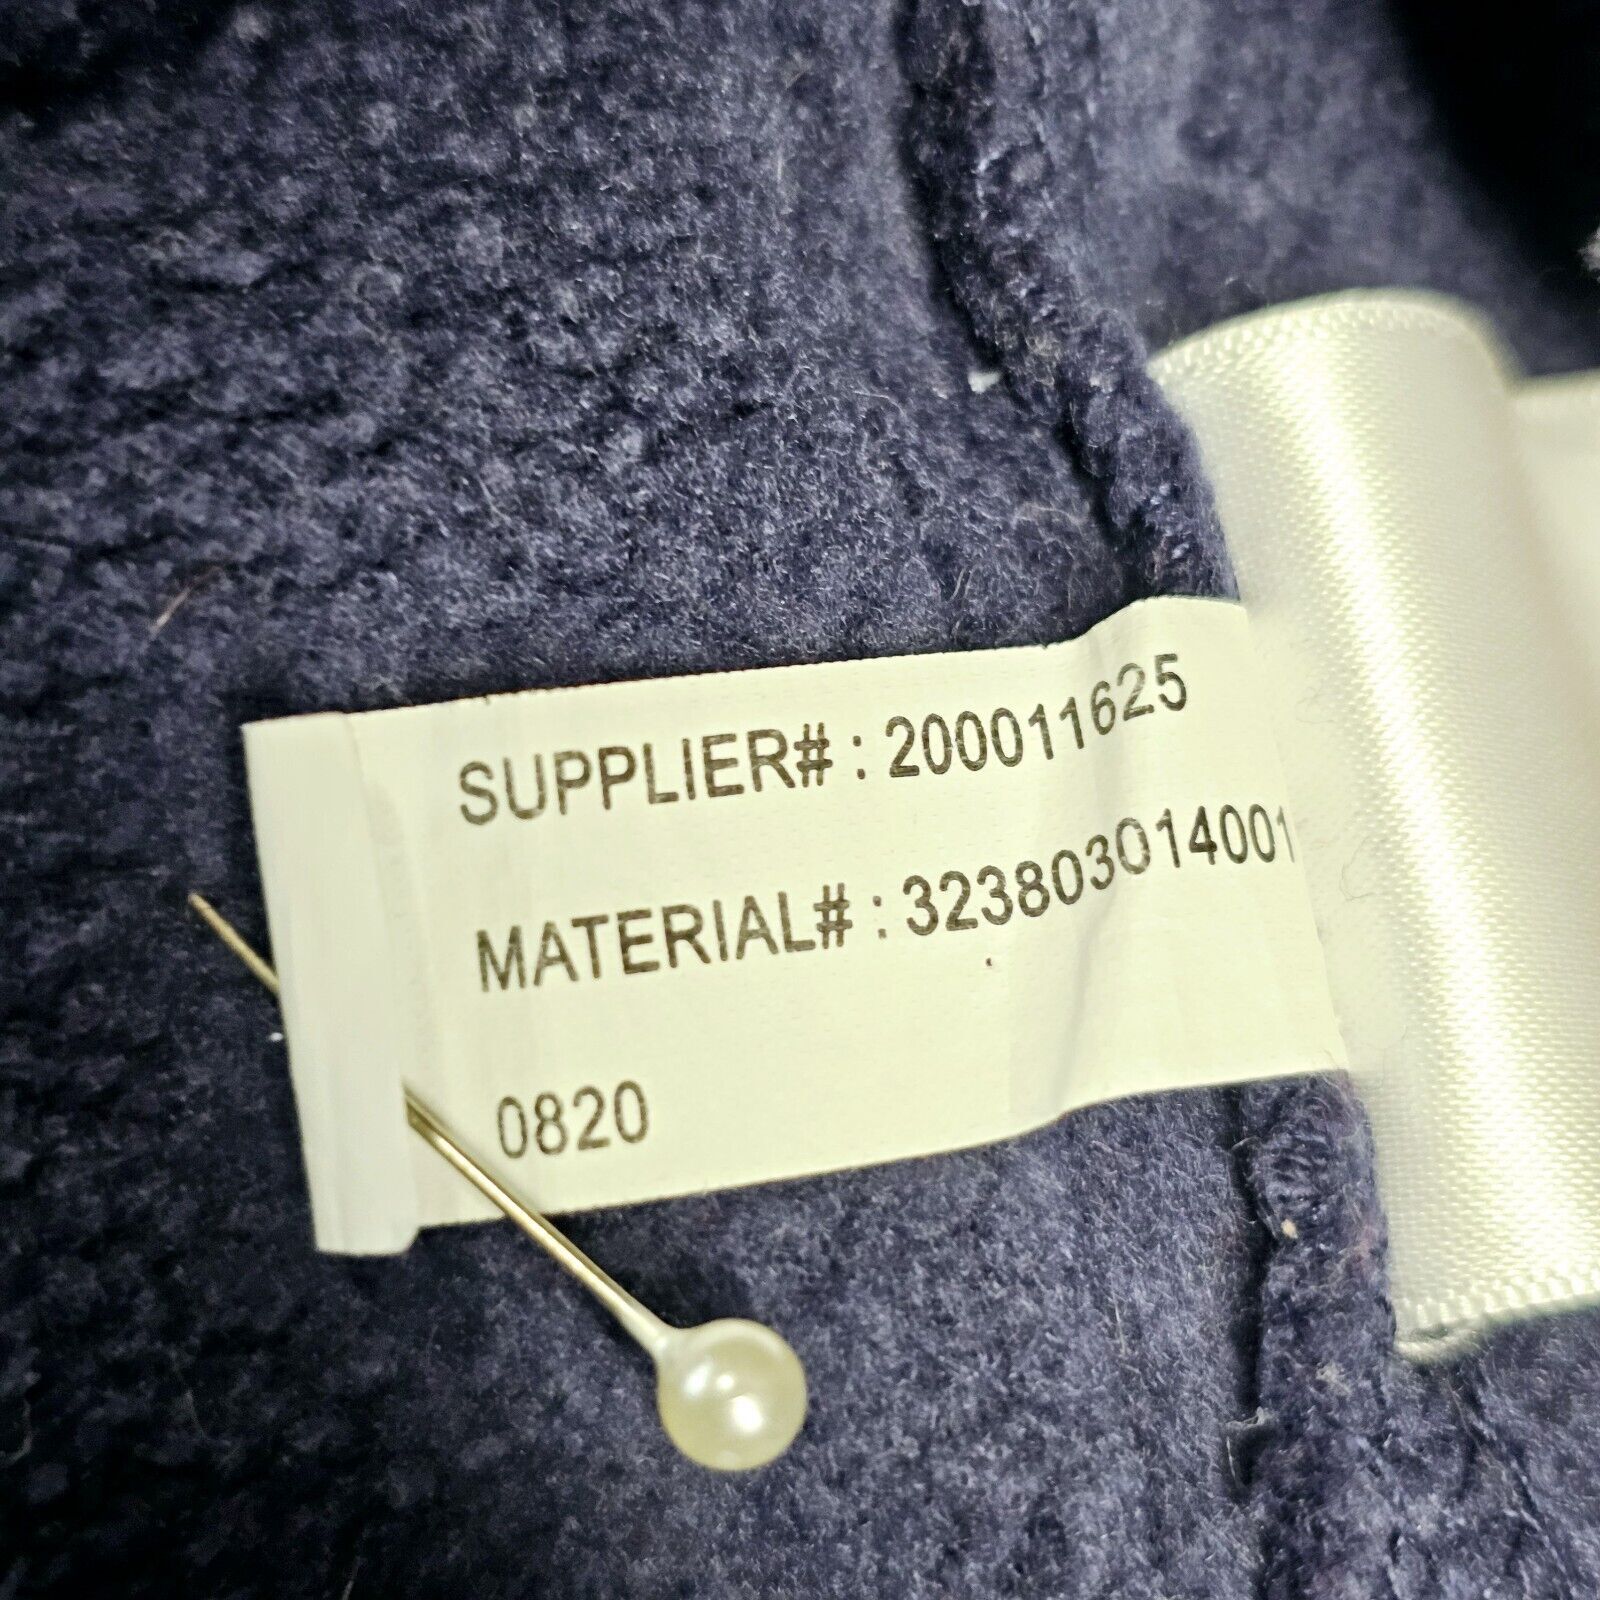 SUPPLIER# : 200011625
MATERIAL# : 323803014001
0820